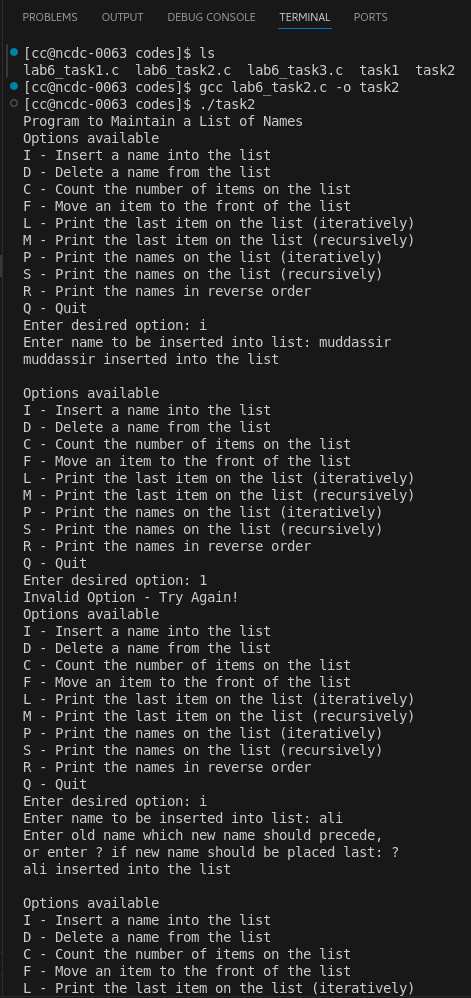 PROBLEMS OUTPUT DEBUG CONSOLE TERMINAL PORTS
[cc@ncdc-0063 codes]$ ls
lab6_task1.c lab6_task2.c lab6_task3.c task1 task2
[cc@ncdc-0063 codes]$ gcc lab6_task2.c -o task2
[cc@ncdc-0063 codes]$ ./task2
Program to Maintain a List of Names
Options available
I - Insert a name into the list
D - Delete a name from the list
C - Count the number of items on the list
F - Move an item to the front of the list
L - Print the last item on the list (iteratively)
M - Print the last item on the list (recursively)
P - Print the names on the list (iteratively)
S - Print the names on the list (recursively)
R - Print the names in reverse order
Q - Quit
Enter desired option: i
Enter name to be inserted into list: muddassir
muddassir inserted into the list
Options available
I - Insert a name into the list
D - Delete a name from the list
C - Count the number of items on the list
F - Move an item to the front of the list
L - Print the last item on the list (iteratively)
M - Print the last item on the list (recursively)
P - Print the names on the list (iteratively)
S - Print the names on the list (recursively)
R - Print the names in reverse order
Q - Quit
Enter desired option: 1
Invalid Option - Try Again!
Options available
I - Insert a name into the list
D - Delete a name from the list
C - Count the number of items on the list
F - Move an item to the front of the list
L - Print the last item on the list (iteratively)
M - Print the last item on the list (recursively)
P - Print the names on the list (iteratively)
S - Print the names on the list (recursively)
R - Print the names in reverse order
Q - Quit
Enter desired option: i
Enter name to be inserted into list: ali
Enter old name which new name should precede,
or enter ? if new name should be placed last: ?
ali inserted into the list
Options available
I - Insert a name into the list
D - Delete a name from the list
C - Count the number of items on the list
F - Move an item to the front of the list
L - Print the last item on the list (iteratively)